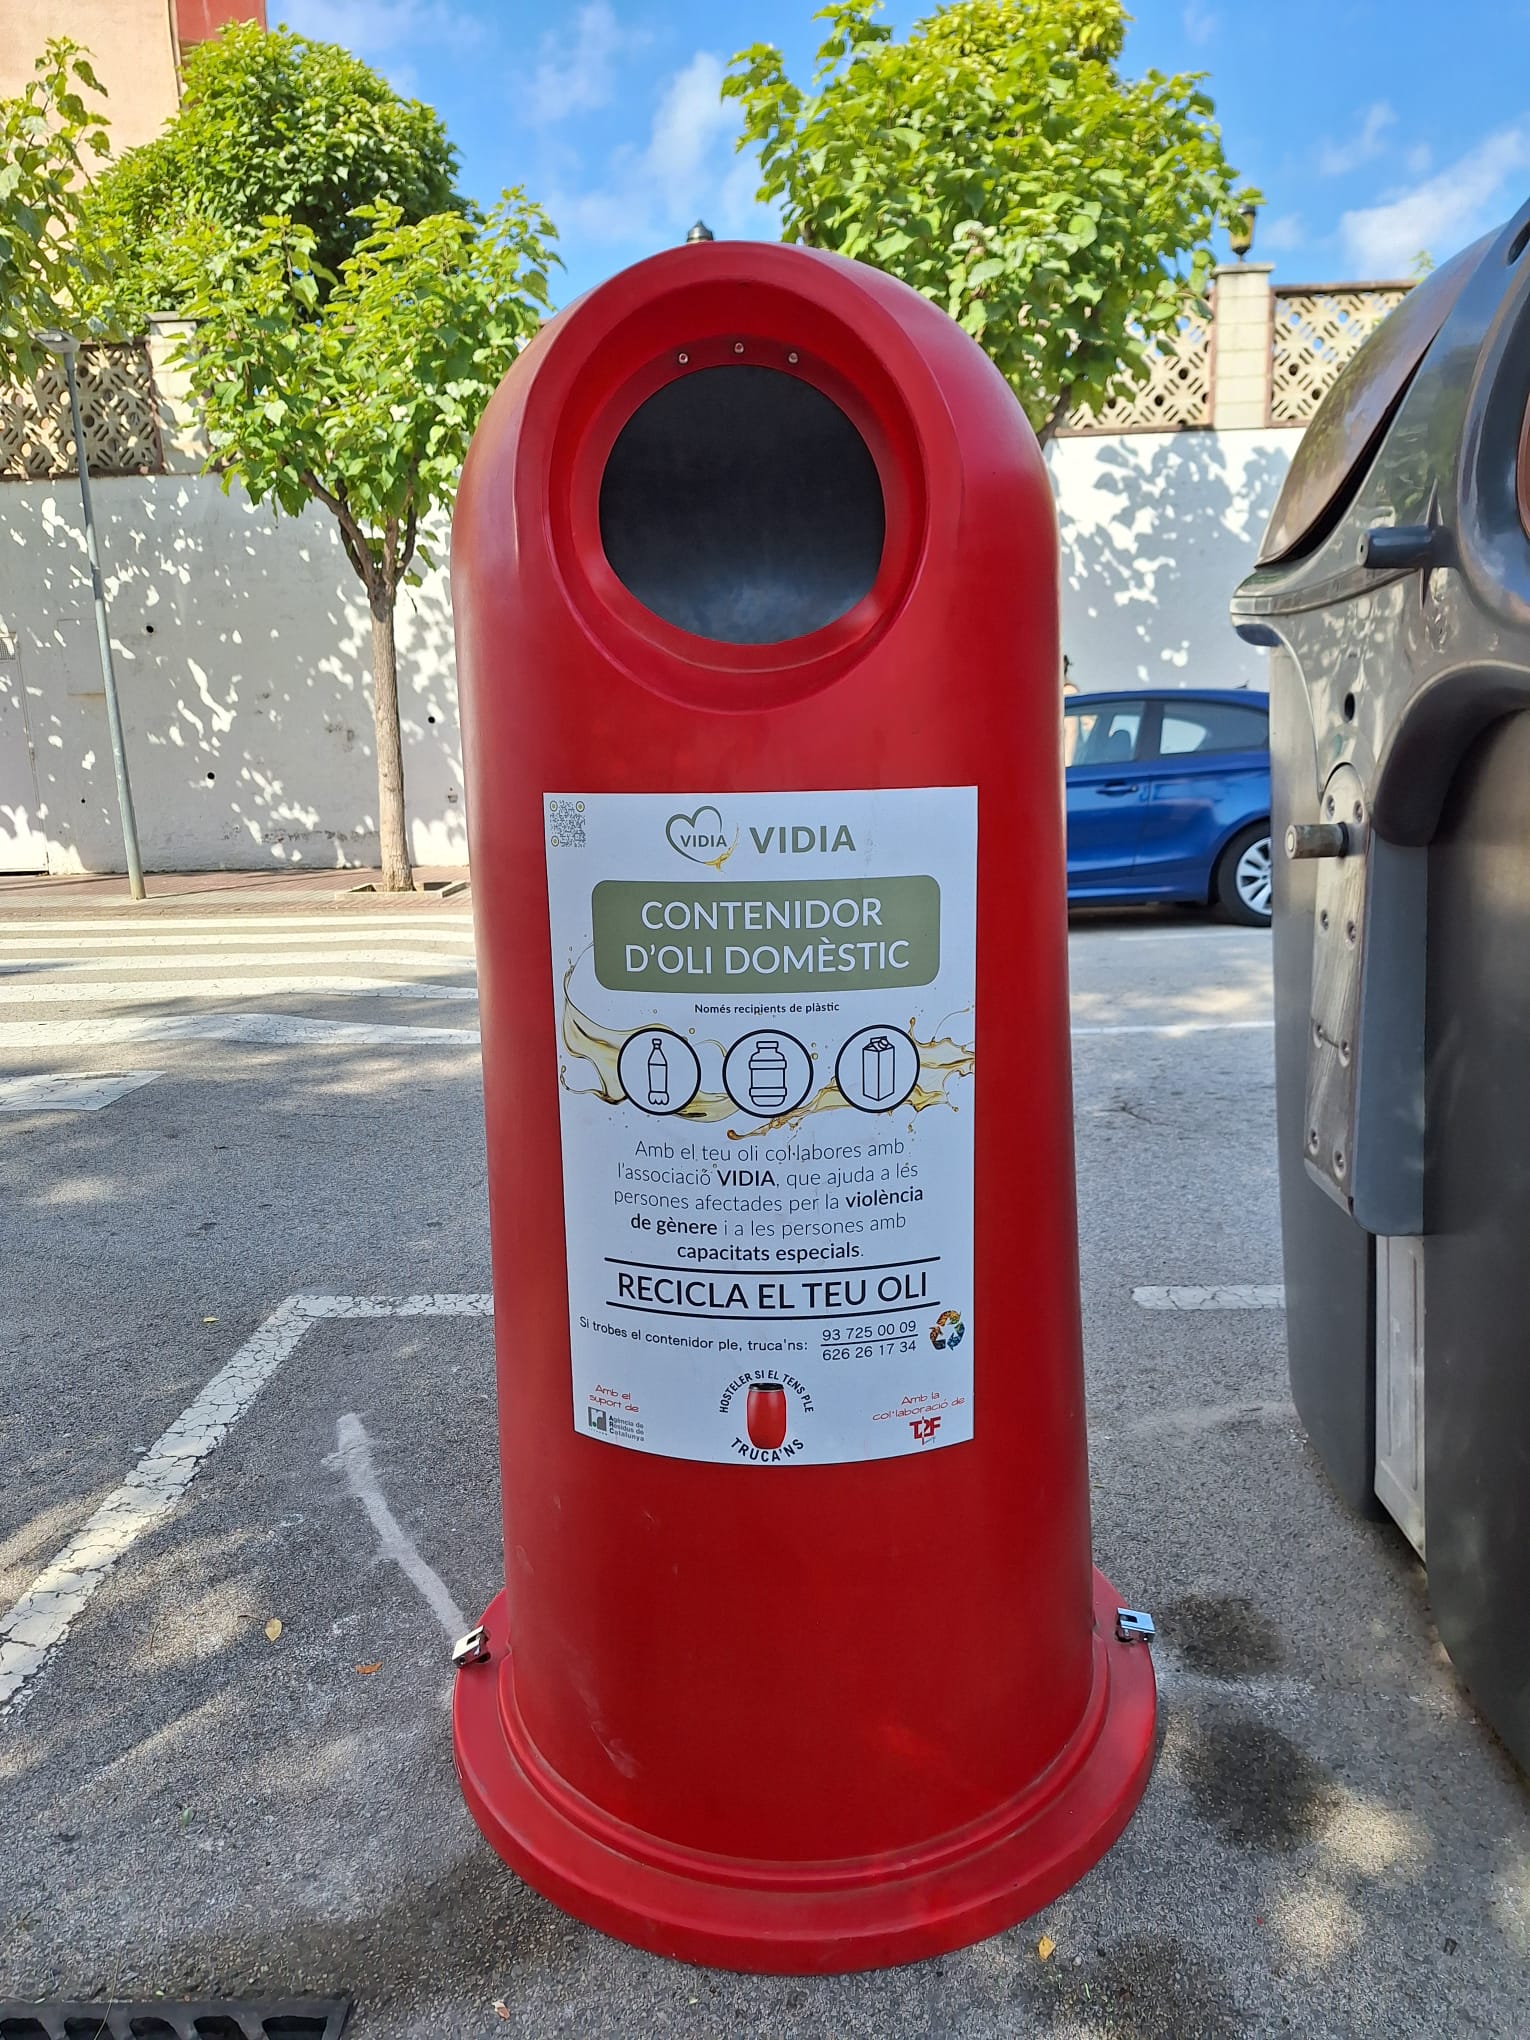 VIDIA
VIDIA
CONTENIDOR
D'OLI DOMÈSTIC
Només recipients de plàstic
Amb el teu oli col·labores amb
l'associació VIDIA, que ajuda a lés
persones afectades per la violència
de gènere i a les persones amb
capacitats especials.
RECICLA EL TEU OLI
Si trobes el contenidor ple, truca'ns:
93 725 00 09
626 26 17 34
Amb el
suport de
Agència de
Residus de
Catalunya
HOSTELER SI EL TENS PLE
TRUCA'NS
Amb la
col·laboració de